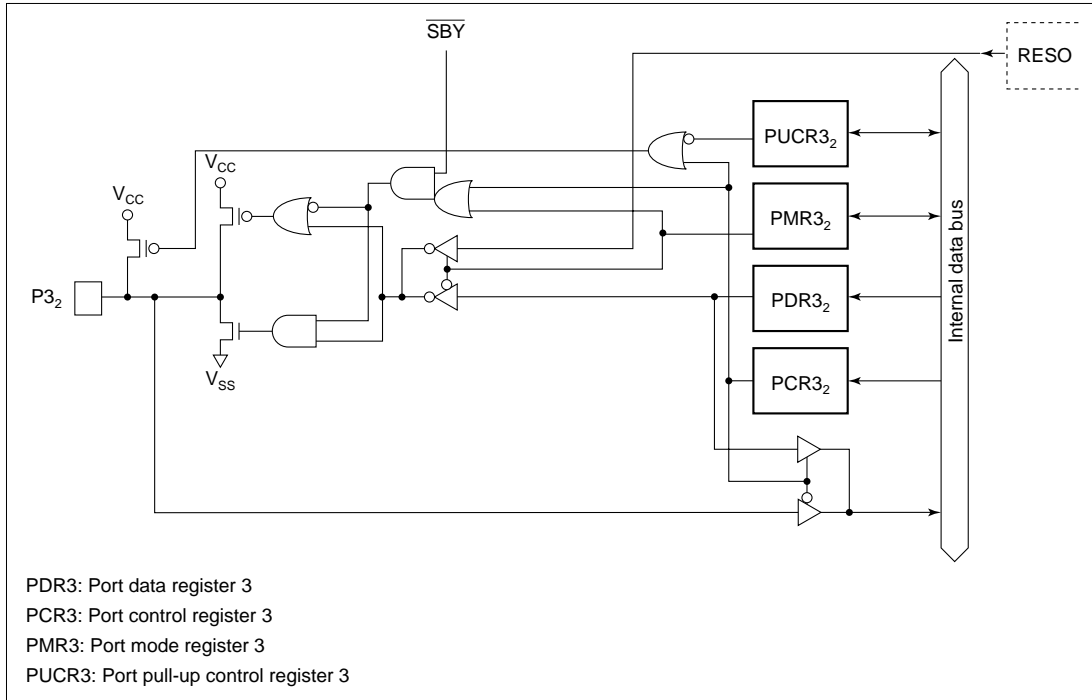 SBY
RESO
PUCR3₂
V_CC
V_CC
PMR3₂
P3₂
PDR3₂
Internal data bus
V_SS
PCR3₂
PDR3: Port data register 3
PCR3: Port control register 3
PMR3: Port mode register 3
PUCR3: Port pull-up control register 3